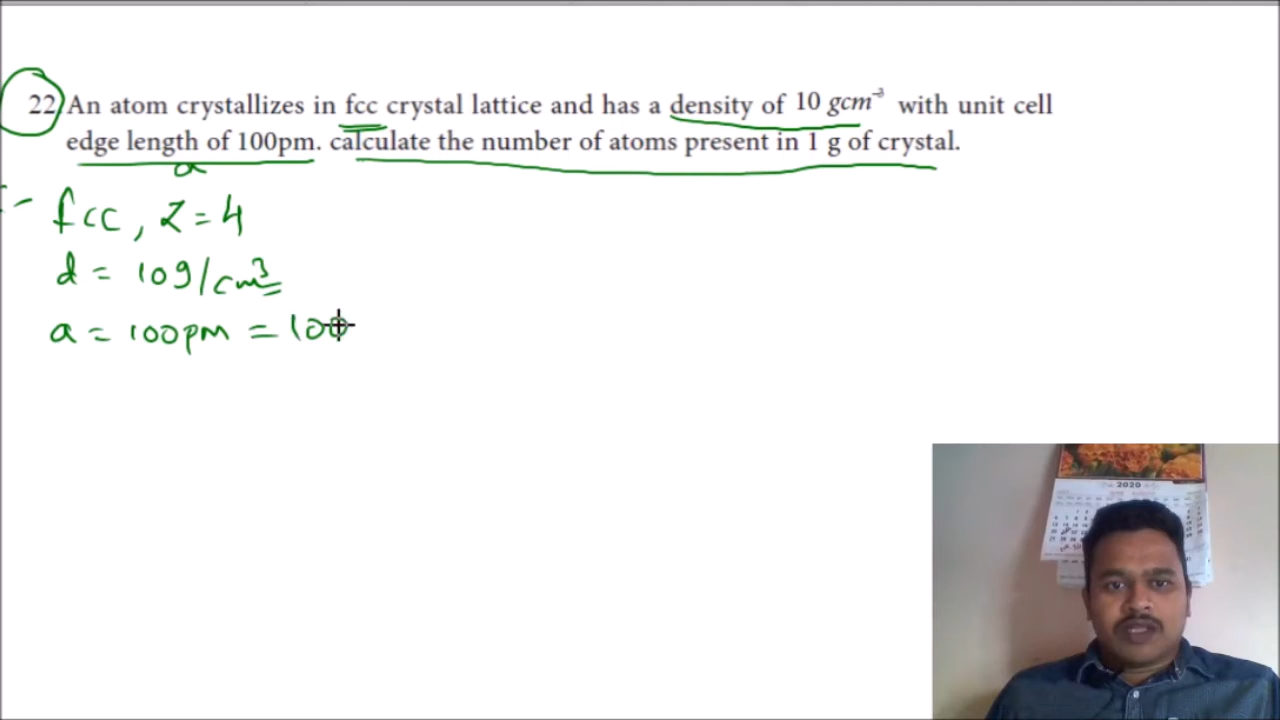 22 An atom crystallizes in fcc crystal lattice and has a density of 10 gcm⁻³ with unit cell
edge length of 100pm. calculate the number of atoms present in 1 g of crystal.
a
fcc, Z = 4
d = 10g/cm³
a = 100pm = 100
2020